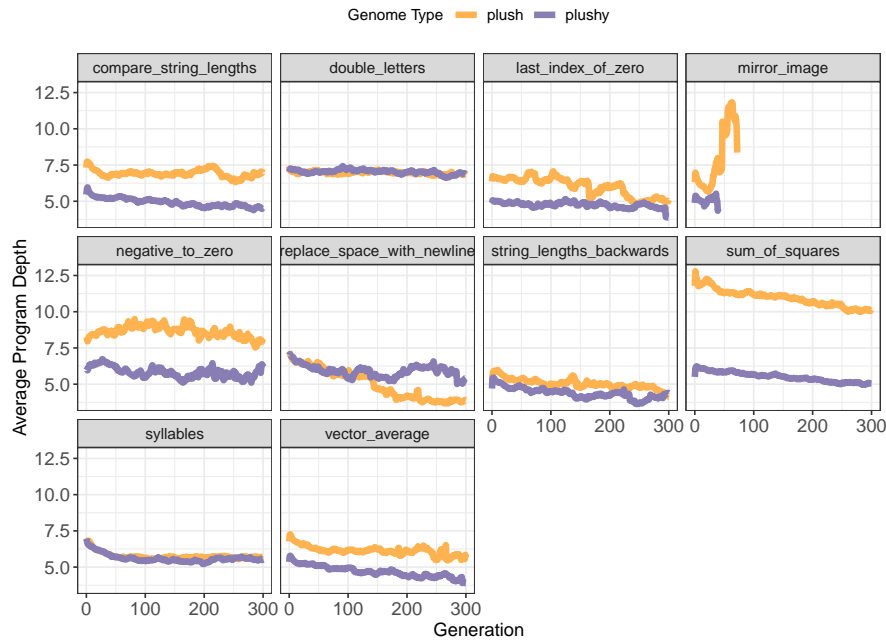 Genome Type plush plushy
compare_string_lengths double_letters last_index_of_zero mirror_image
12.5
10.0
7.5
5.0
negative_to_zero replace_space_with_newline string_lengths_backwards sum_of_squares
12.5
10.0
7.5
5.0
0 100 200 300 0 100 200 300
syllables vector_average
12.5
10.0
7.5
5.0
0 100 200 300 0 100 200 300
Average Program Depth
Generation